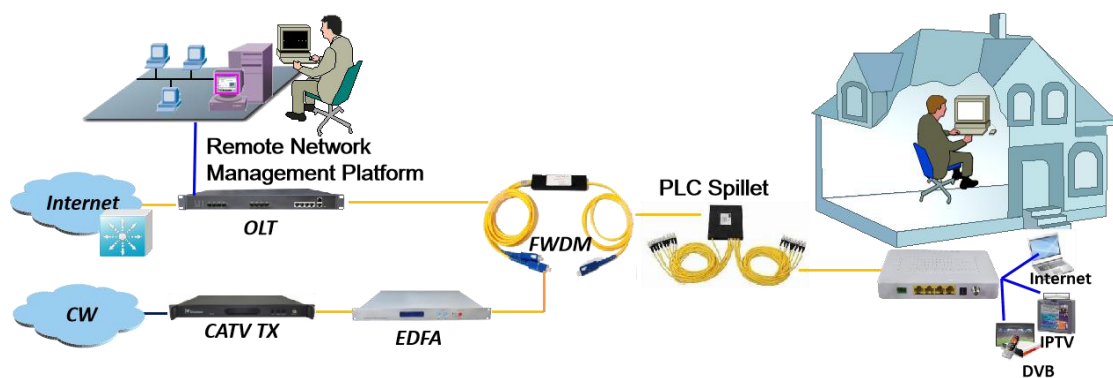 Remote Network
Management Platform
Internet
OLT
FWDM
PLC Spillet
CW
CATV TX
EDFA
Internet
IPTV
DVB